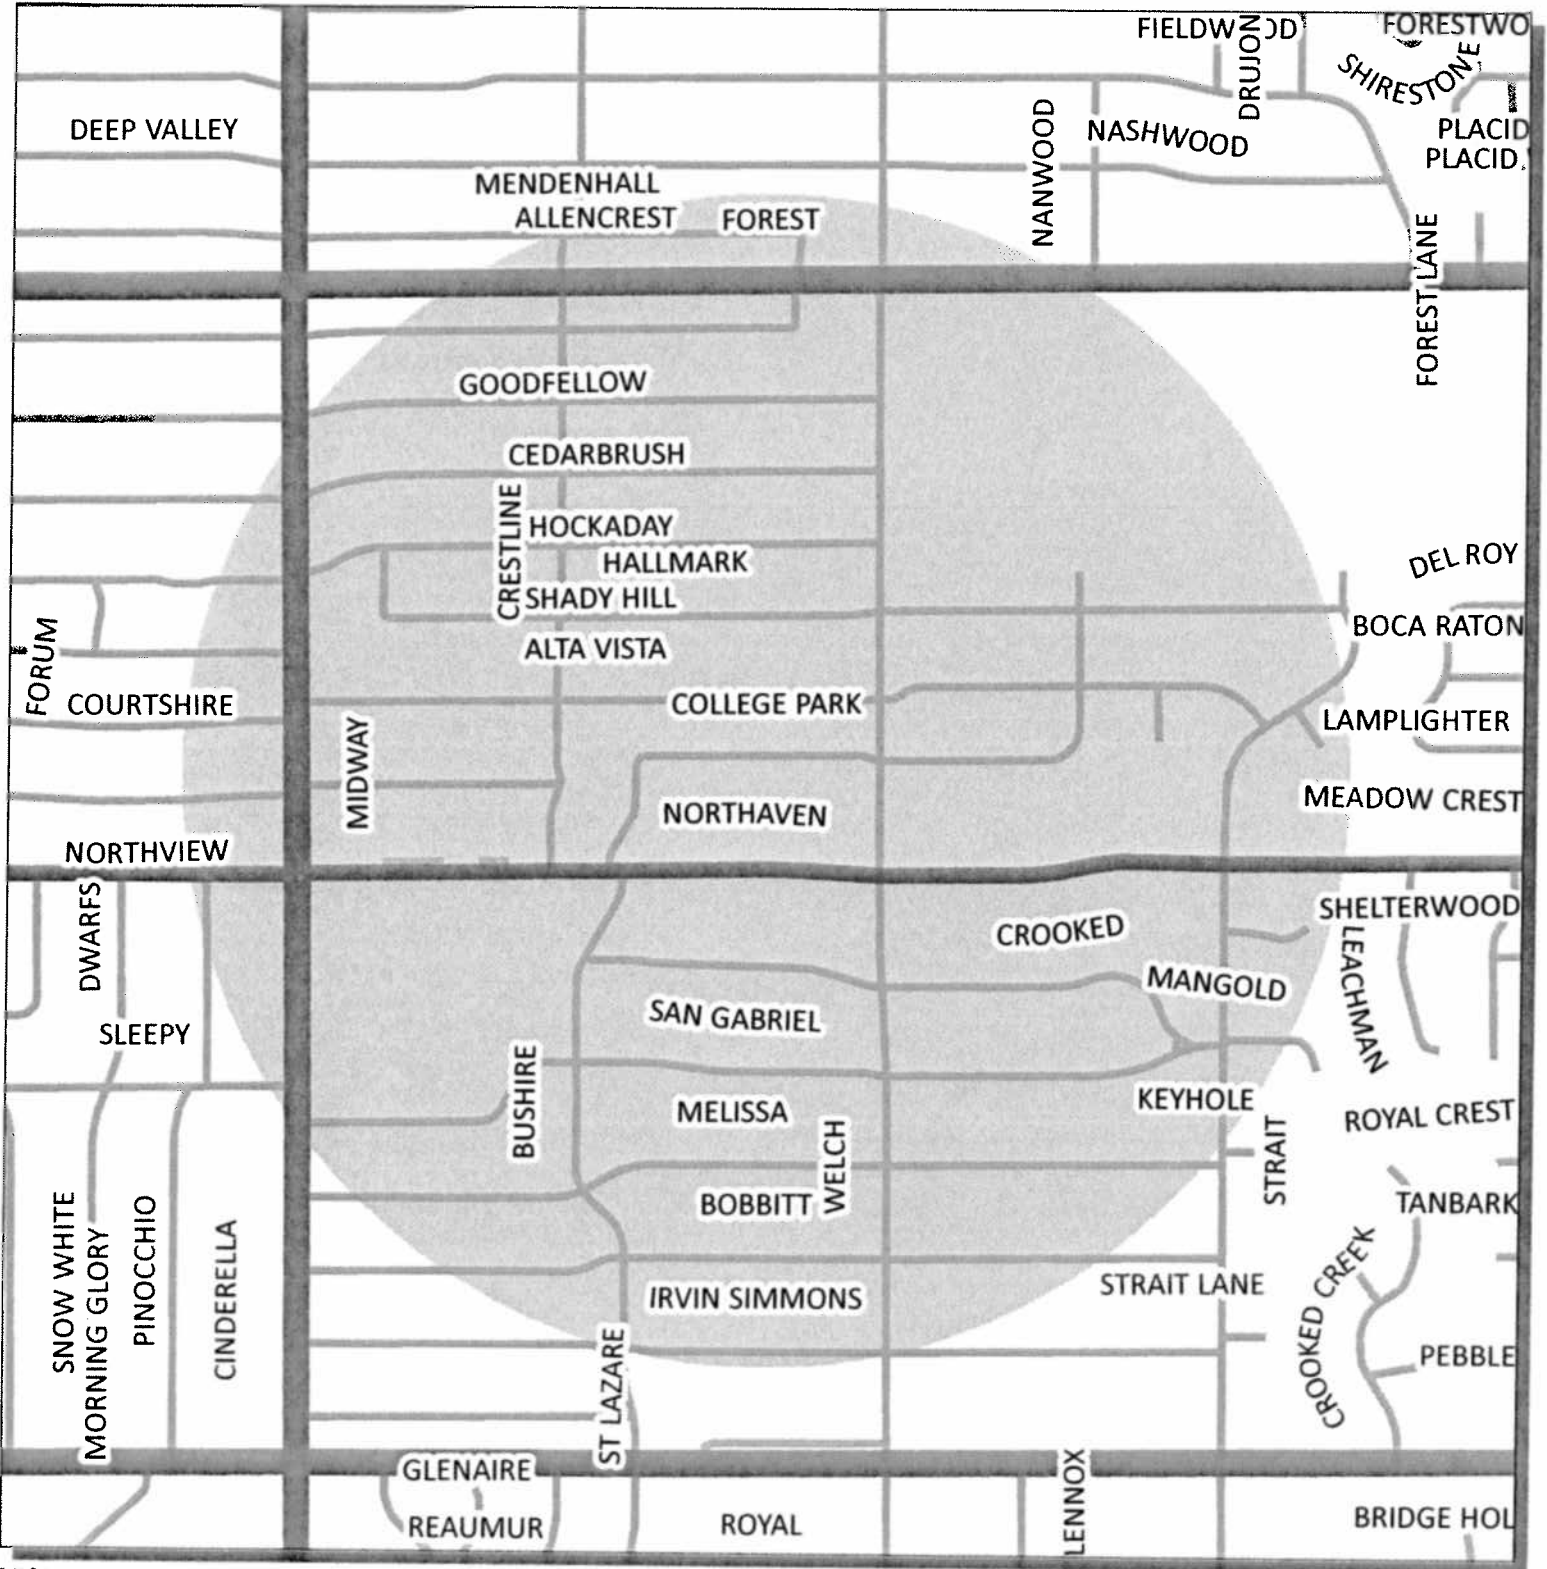 FIELDW OD
DRUJON
FORESTWO
SHIRESTONE
DEEP VALLEY
NANWOOD
NASHWOOD
PLACID
PLACID
MENDENHALL
ALLENCREST
FOREST
FOREST LANE
GOODFELLOW
CEDARBRUSH
CRESTLINE
HOCKADAY
HALLMARK
SHADY HILL
DEL ROY
BOCA RATON
ALTA VISTA
FORUM
COURTSHIRE
COLLEGE PARK
LAMPLIGHTER
MIDWAY
MEADOW CREST
NORTHAVEN
NORTHVIEW
DWARFS
SHELTERWOOD
CROOKED
LEACHMAN
MANGOLD
SAN GABRIEL
SLEEPY
BUSHIRE
KEYHOLE
MELISSA
ROYAL CREST
WELCH
STRAIT
BOBBITT
TANBARK
SNOW WHITE
MORNING GLORY
PINOCCHIO
CINDERELLA
STRAIT LANE
IRVIN SIMMONS
CROOKED CREEK
ST LAZARE
PEBBLE
GLENAIRE
LENNOX
REAUMUR
ROYAL
BRIDGE HOL